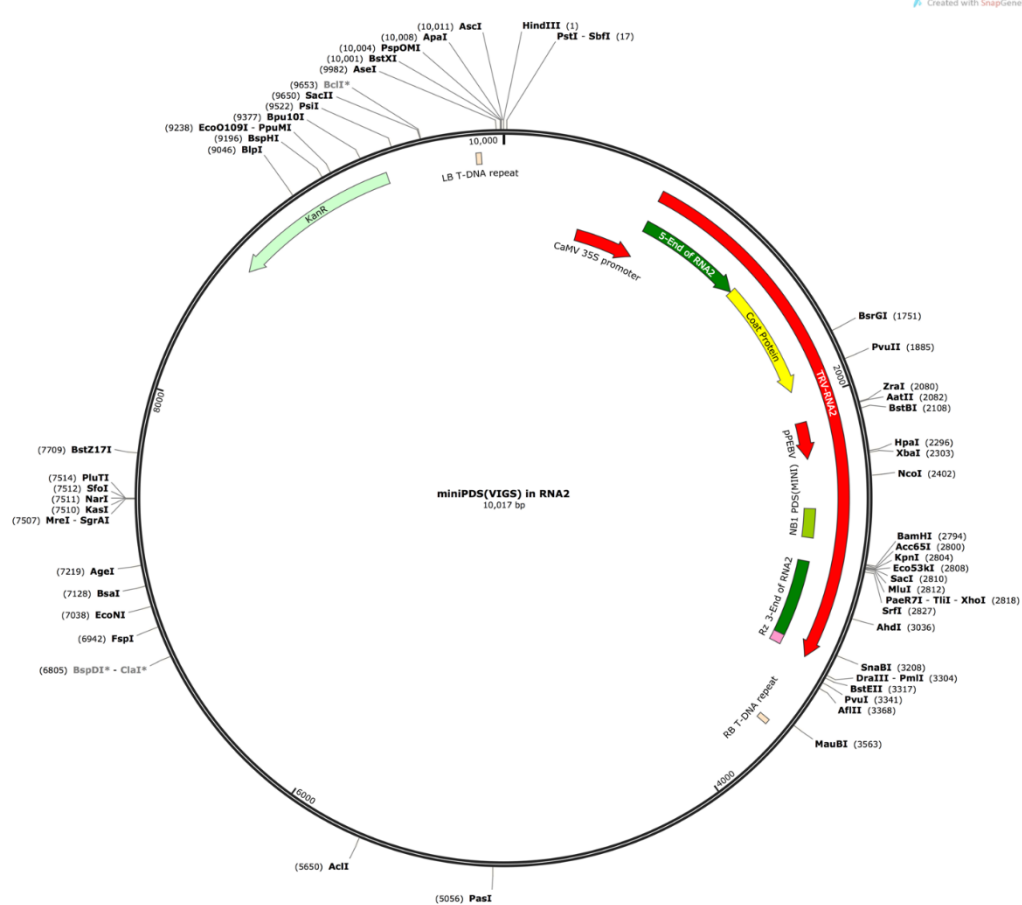 Created with SnapGene
(10,011) AscI
(10,008) ApaI
(10,004) PspOMI
(10,001) BstXI
(9982) AseI
(9653) BclI*
(9650) SacII
(9522) PsiI
(9377) Bpu10I
(9238) EcoO109I - PpuMI
(9196) BspHI
(9046) BlpI
HindIII (1)
PstI - SbfI (17)
10,000
LB T-DNA repeat
KanR
CaMV 35S promoter
5-End of RNA2
Coat Protein
TRV-RNA2
BsrGI (1751)
PvuII (1885)
2000
ZraI (2080)
AatII (2082)
BstBI (2108)
HpaI (2296)
XbaI (2303)
NcoI (2402)
pPEBV
NB1 PDS(MINI)
8000
(7709) BstZ17I
(7514) PluTI
(7512) SfoI
(7511) NarI
(7510) KasI
(7507) MreI - SgrAI
(7219) AgeI
(7128) BsaI
(7038) EcoNI
(6942) FspI
(6805) BspDI* - ClaI*
miniPDS(VIGS) in RNA2
10,017 bp
BamHI (2794)
Acc65I (2800)
KpnI (2804)
Eco53kI (2808)
SacI (2810)
MluI (2812)
PaeR7I - TliI - XhoI (2818)
SrfI (2827)
AhdI (3036)
Rz 3-End of RNA2
SnaBI (3208)
DraIII - PmlI (3304)
BstEII (3317)
PvuI (3341)
AflII (3368)
RB T-DNA repeat
MauBI (3563)
4000
6000
(5650) AclI
(5056) PasI